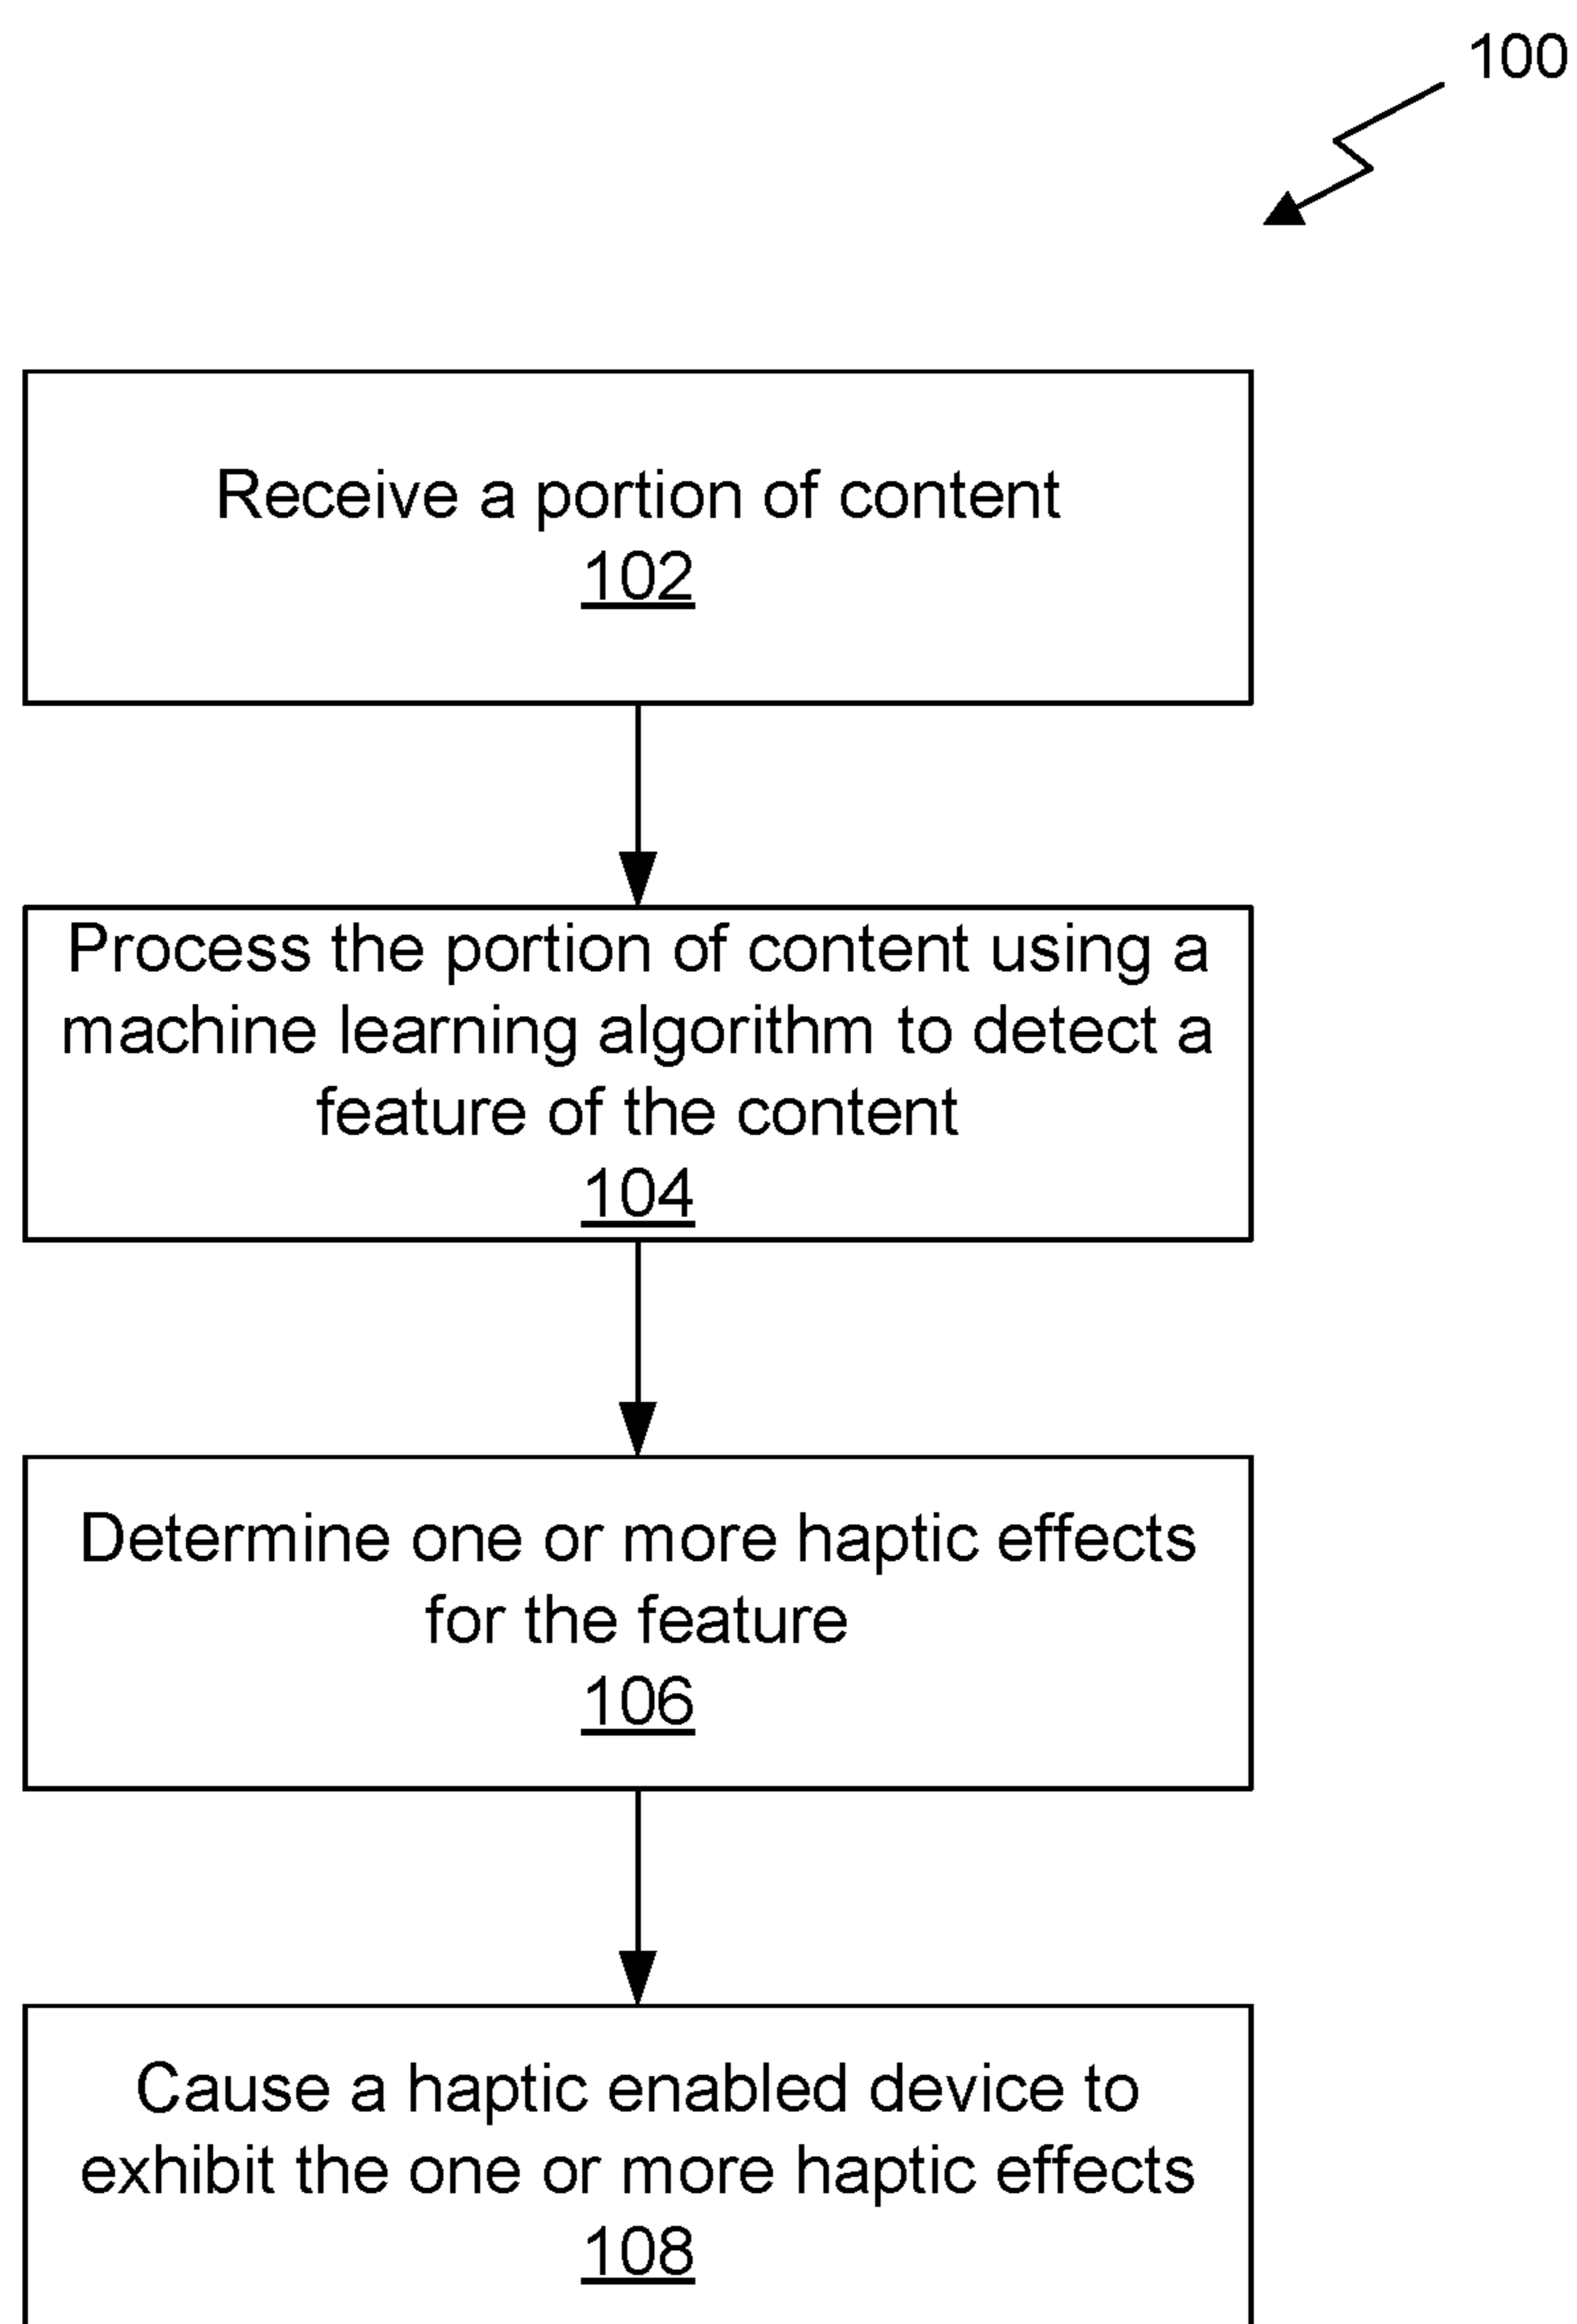 100
Receive a portion of content
102
Process the portion of content using a
machine learning algorithm to detect a
feature of the content
104
Determine one or more haptic effects
for the feature
106
Cause a haptic enabled device to
exhibit the one or more haptic effects
108